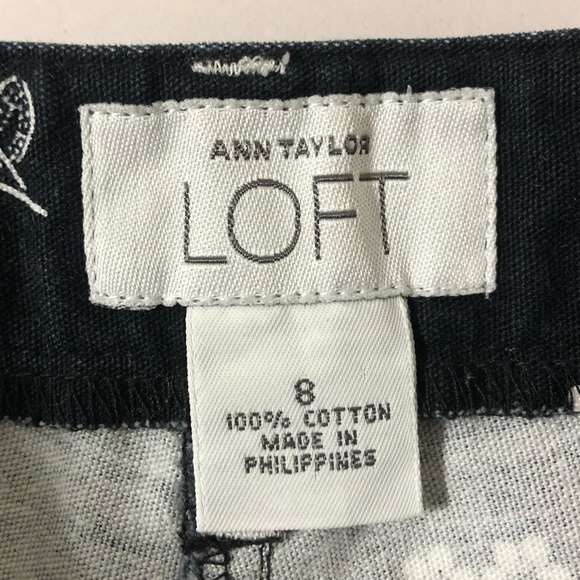 ANN TAYLOR
LOFT
8
100% COTTON
MADE IN
PHILIPPINES